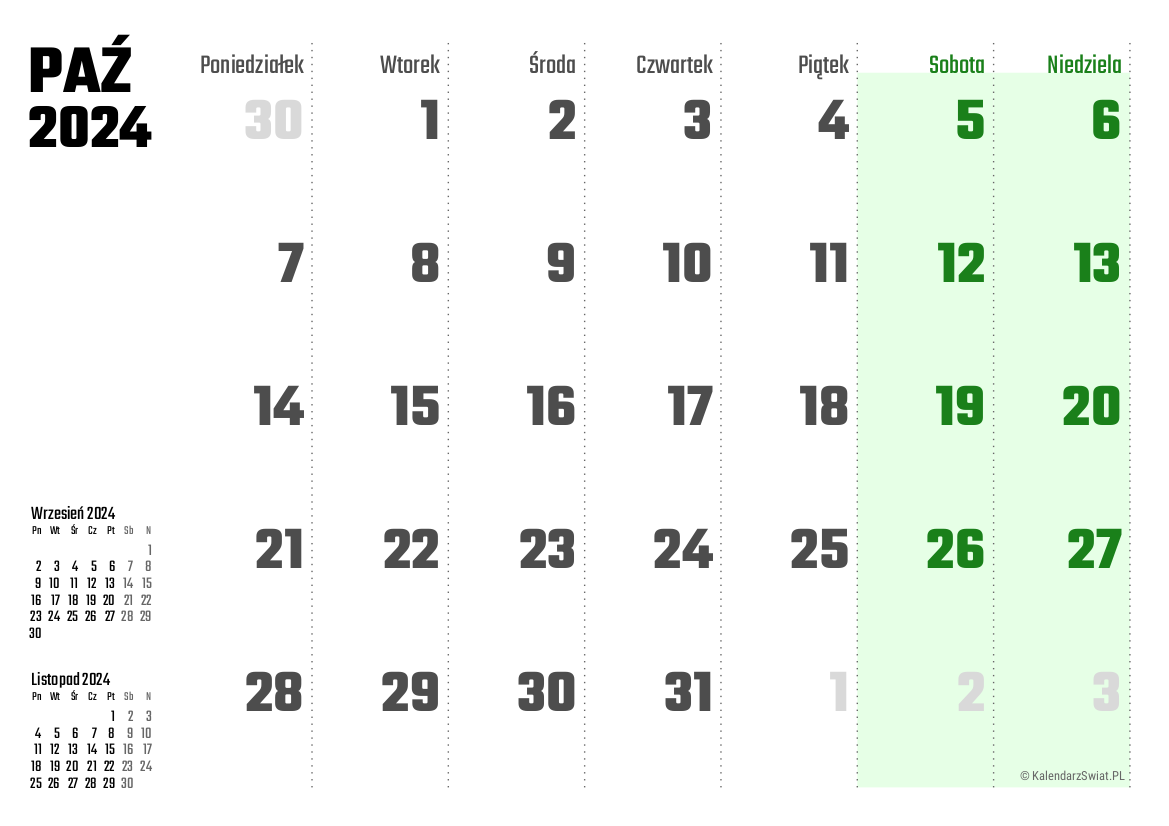 PAŹ
2024
Poniedziałek Wtorek Środa Czwartek Piątek Sobota Niedziela
30 1 2 3 4 5 6
7 8 9 10 11 12 13
14 15 16 17 18 19 20
21 22 23 24 25 26 27
28 29 30 31 1 2 3
Wrzesień 2024
Pn Wt Śr Cz Pt Sb N
1
2 3 4 5 6 7 8
9 10 11 12 13 14 15
16 17 18 19 20 21 22
23 24 25 26 27 28 29
30
Listopad 2024
Pn Wt Śr Cz Pt Sb N
1 2 3
4 5 6 7 8 9 10
11 12 13 14 15 16 17
18 19 20 21 22 23 24
25 26 27 28 29 30
© KalendarzSwiat.PL